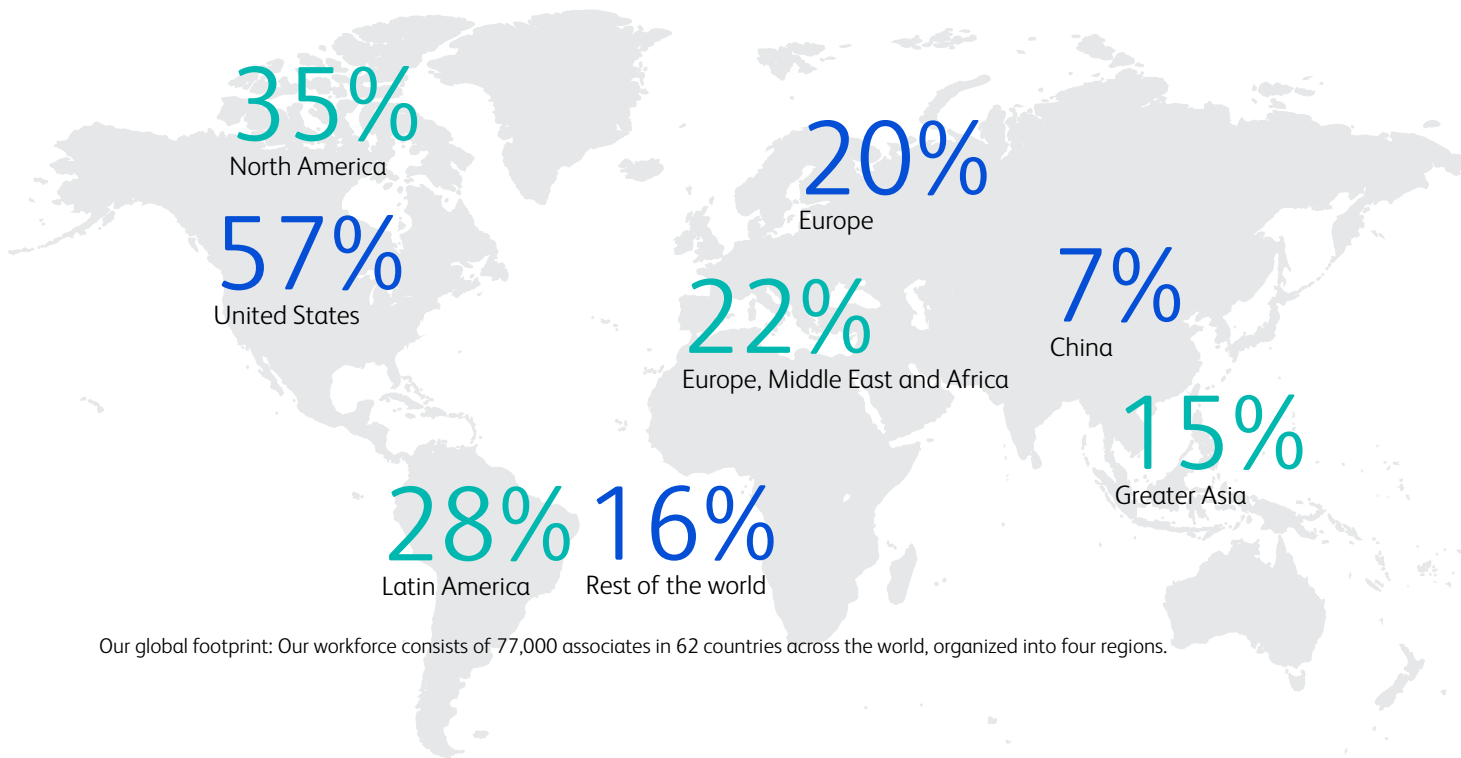 35%
North America
57%
United States
20%
Europe
22%
Europe, Middle East and Africa
7%
China
15%
Greater Asia
28%
Latin America
16%
Rest of the world
Our global footprint: Our workforce consists of 77,000 associates in 62 countries across the world, organized into four regions.